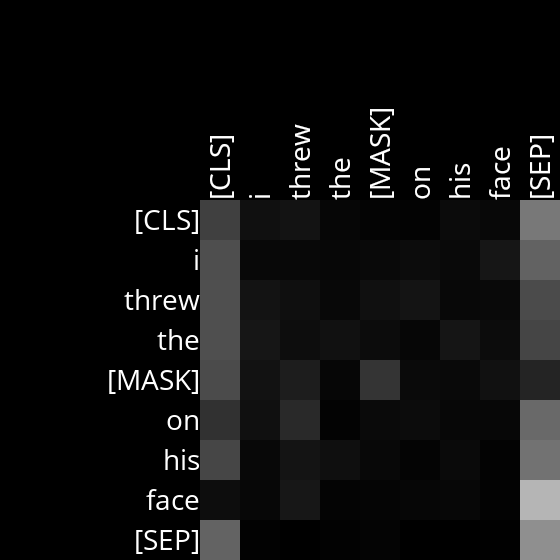 [CLS] i threw the [MASK] on his face [SEP]
[CLS]
i
threw
the
[MASK]
on
his
face
[SEP]